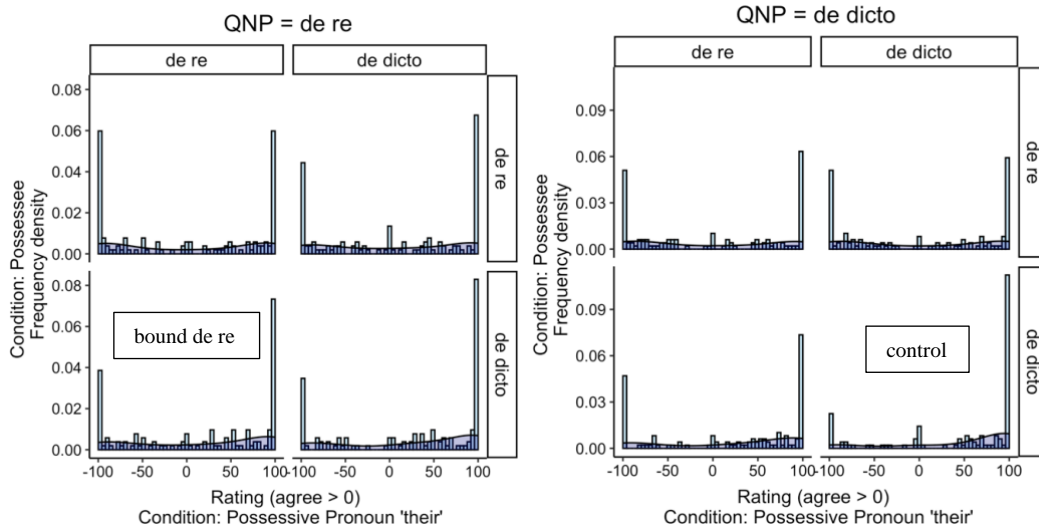 QNP = de re
de re
de dicto
0.08
0.06
0.04
0.02
0.00
de re
Condition: Possessee
Frequency density
0.08
0.06
0.04
0.02
0.00
bound de re
de dicto
-100 -50 0 50 100
-100 -50 0 50 100
Rating (agree > 0)
Condition: Possessive Pronoun 'their'
QNP = de dicto
de re
de dicto
0.09
0.06
0.03
0.00
de re
Condition: Possessee
Frequency density
0.09
0.06
0.03
0.00
control
de dicto
-100 -50 0 50 100
-100 -50 0 50 100
Rating (agree > 0)
Condition: Possessive Pronoun 'their'